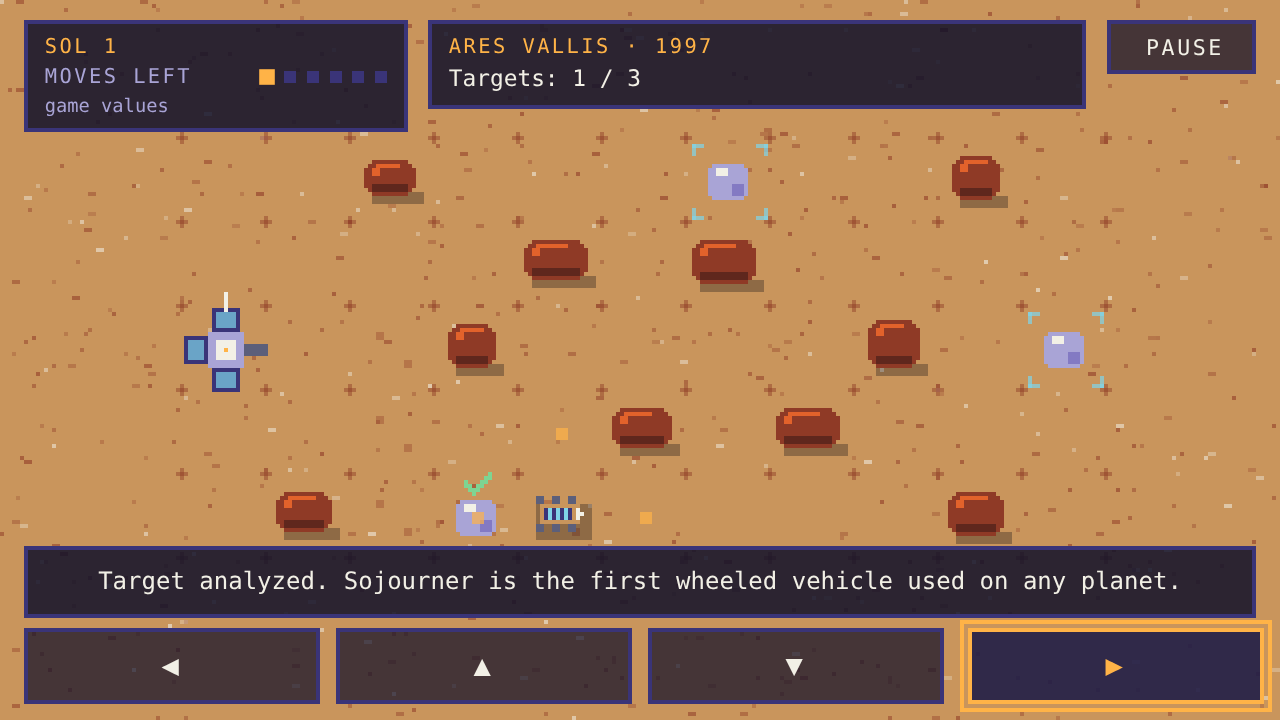 SOL 1
MOVES LEFT
game values
ARES VALLIS · 1997
Targets: 1 / 3
PAUSE
Target analyzed. Sojourner is the first wheeled vehicle used on any planet.
◀ ▲ ▼ ▶